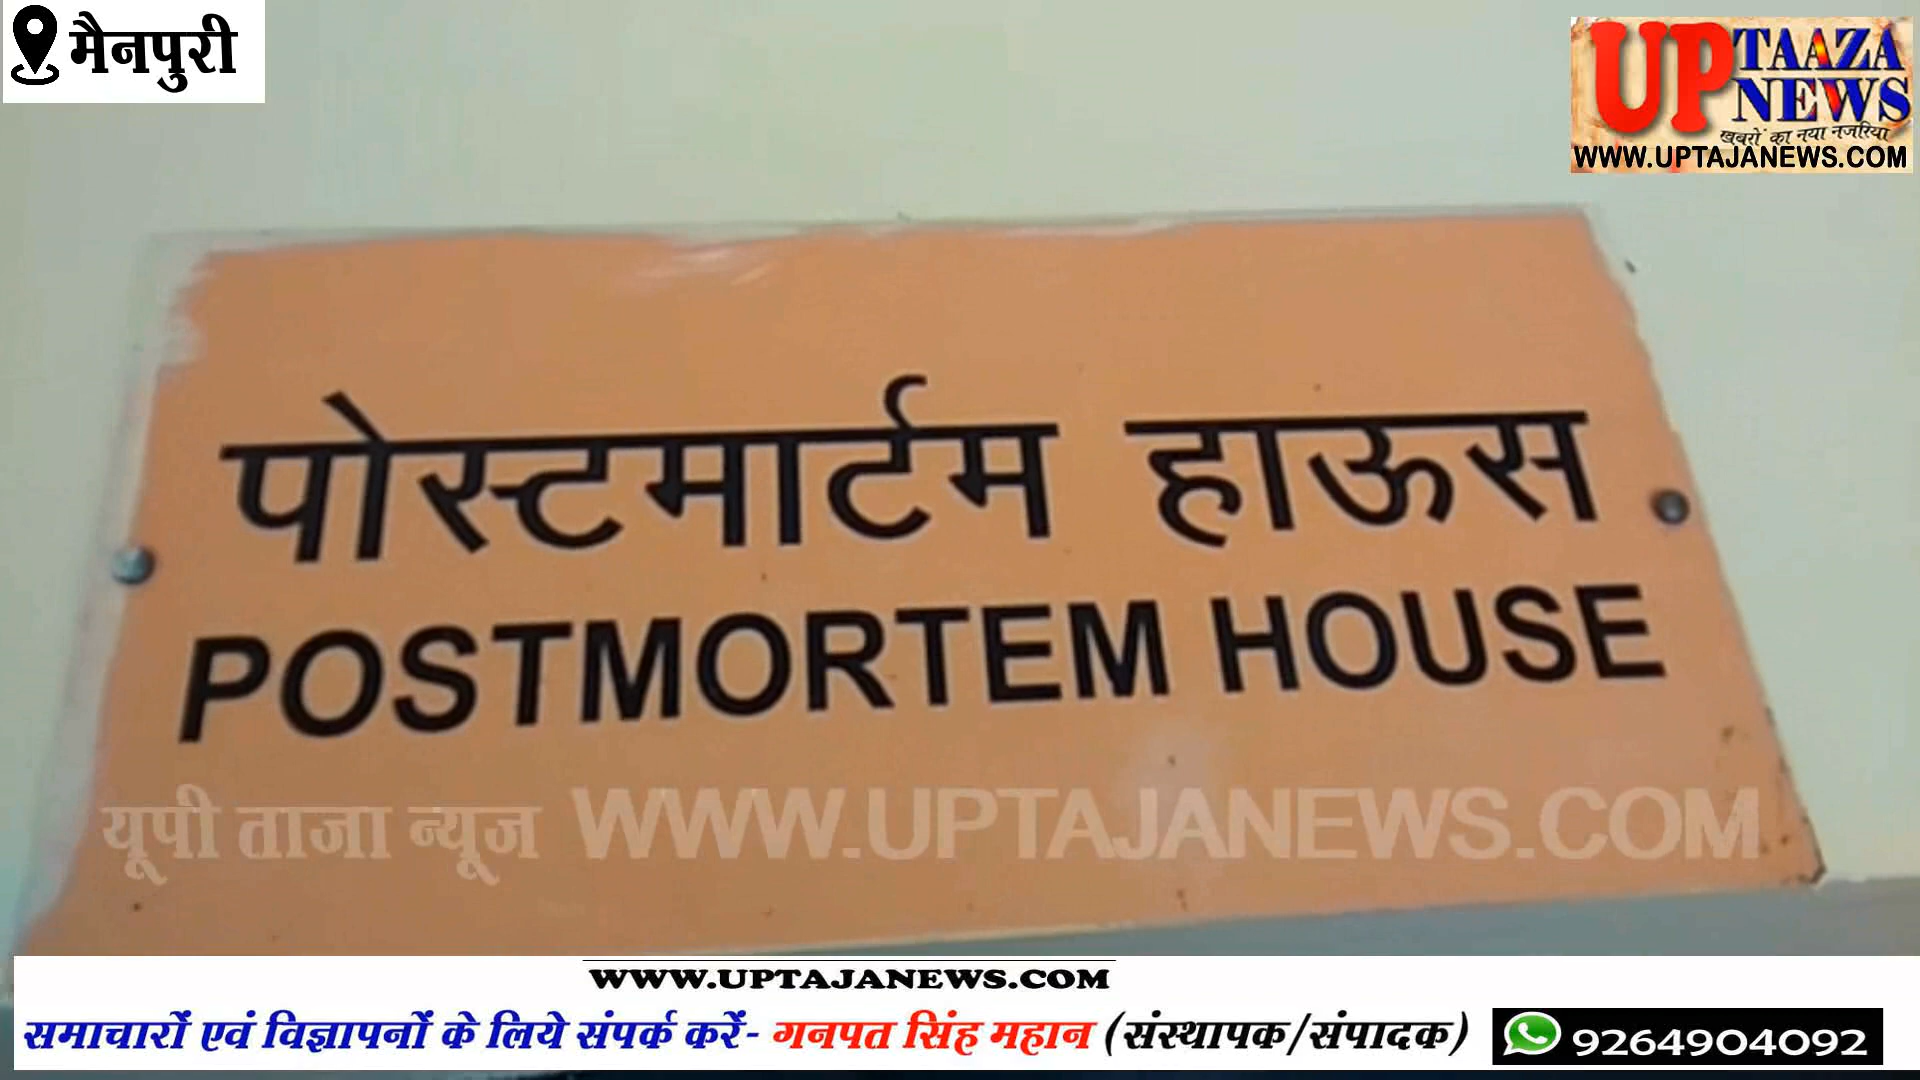 मैनपुरी
UP TAAZA NEWS
खबरों का नया नजरिया
WWW.UPTAJANEWS.COM
पोस्टमार्टम हाऊस
POSTMORTEM HOUSE
यूपी ताजा न्यूज WWW.UPTAJANEWS.COM
WWW.UPTAJANEWS.COM
समाचारों एवं विज्ञापनों के लिये संपर्क करें- गनपत सिंह महान (संस्थापक/संपादक) 9264904092